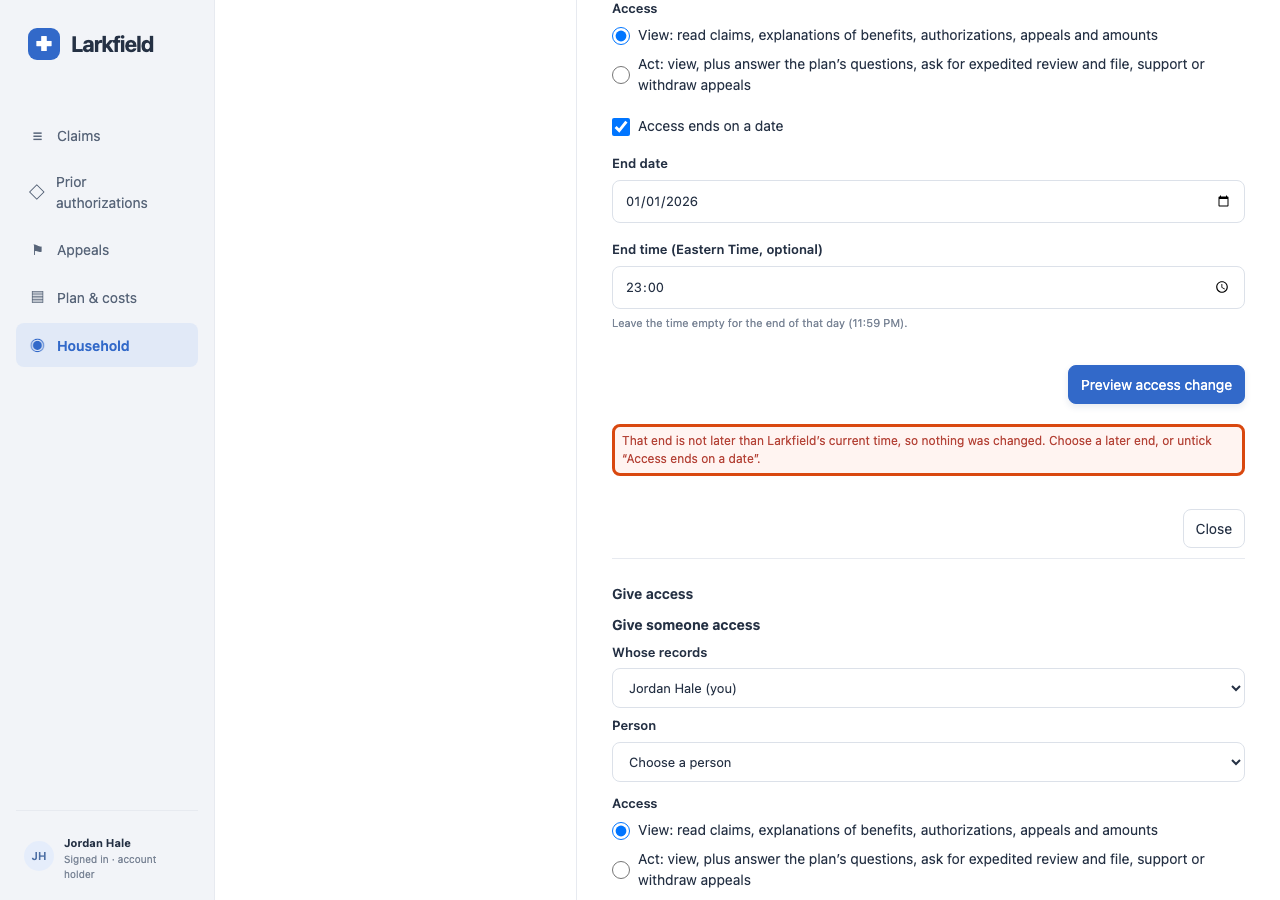 Larkfield
Claims
Prior
authorizations
Appeals
Plan & costs
Household
JH
Jordan Hale
Signed in · account
holder
Access
View: read claims, explanations of benefits, authorizations, appeals and amounts
Act: view, plus answer the plan’s questions, ask for expedited review and file, support or
withdraw appeals
Access ends on a date
End date
01/01/2026
End time (Eastern Time, optional)
23:00
Leave the time empty for the end of that day (11:59 PM).
Preview access change
That end is not later than Larkfield’s current time, so nothing was changed. Choose a later end, or untick
“Access ends on a date”.
Close
Give access
Give someone access
Whose records
Jordan Hale (you)
Person
Choose a person
Access
View: read claims, explanations of benefits, authorizations, appeals and amounts
Act: view, plus answer the plan’s questions, ask for expedited review and file, support or
withdraw appeals